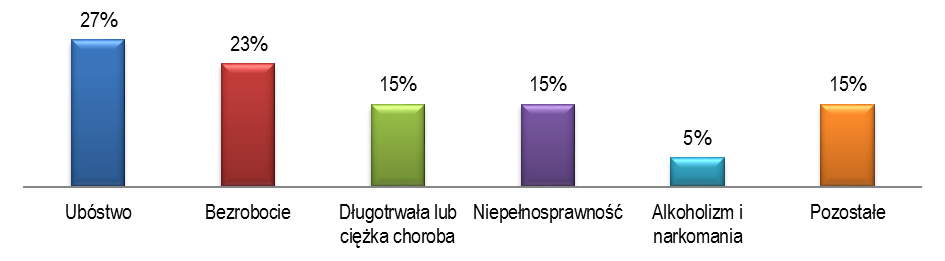 27%
23%
15%
15%
5%
15%
Ubóstwo
Bezrobocie
Długotrwała lub
ciężka choroba
Niepełnosprawność
Alkoholizm i
narkomania
Pozostałe